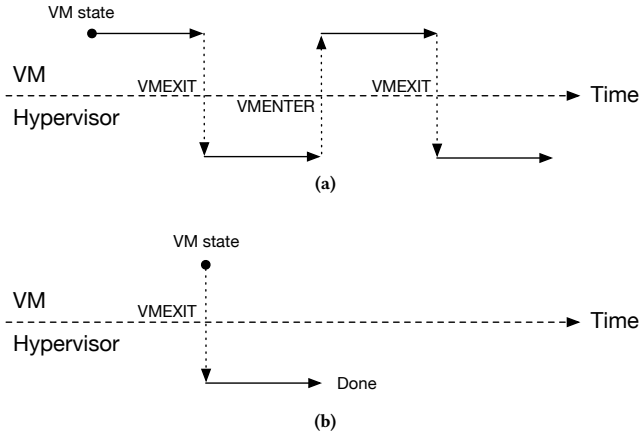 VM state
VM
VMEXIT
VMENTER
VMEXIT
Time
Hypervisor
(a)
VM state
VM
VMEXIT
Time
Hypervisor
Done
(b)